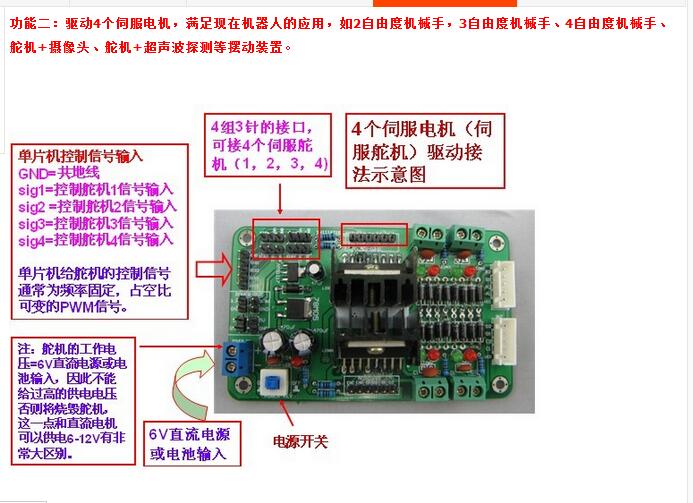 功能二：驱动4个伺服电机，满足现在机器人的应用，如2自由度机械手，3自由度机械手、4自由度机械手、
舵机+摄像头、舵机+超声波探测等摆动装置。
4组3针的接口，
可接4个伺服舵
机（1，2，3，4)
4个伺服电机（伺
服舵机）驱动接
法示意图
单片机控制信号输入
GND=共地线
sig1=控制舵机1信号输入
sig2 =控制舵机2信号输入
sig3=控制舵机3信号输入
sig4=控制舵机4信号输入
单片机给舵机的控制信号
通常为频率固定，占空比
可变的PWM信号。
注：舵机的工作电
压=6V直流电源或电
池输入，因此不能
给过高的供电电压
否则将烧毁舵机，
这一点和直流电机
可以供电6-12V有非
常大区别。
6V直流电源
或电池输入
电源开关